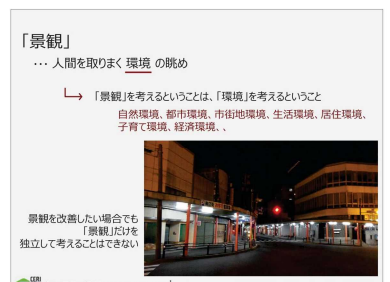 「景観」
… 人間を取りまく 環境 の眺め
「景観」を考えるということは、「環境」を考えるということ
自然環境、都市環境、市街地環境、生活環境、居住環境、
子育て環境、経済環境、、
景観を改善したい場合でも
「景観」だけを
独立して考えることはできない
CERI